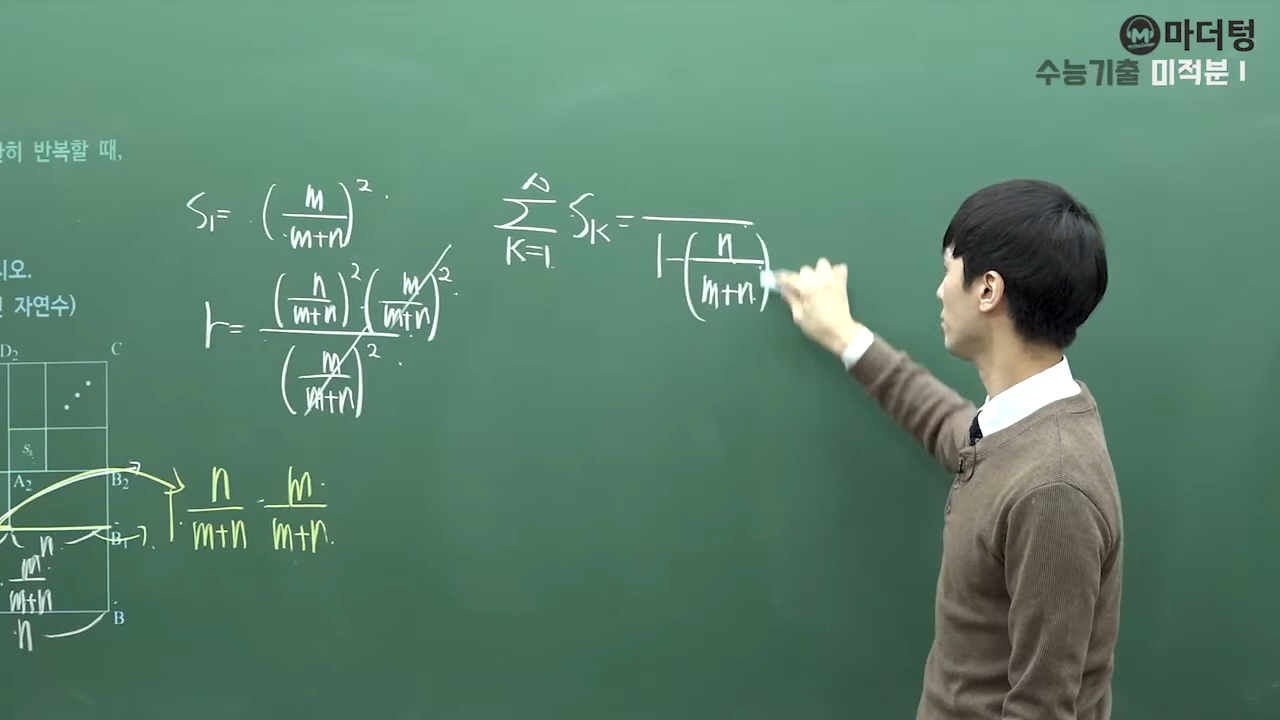 마더텅
수능기출 미적분 I
히 반복할 때,
S₁= (m/(m+n))²
∑_{K=1}^{∞} S_K = ―/(1-(n/(m+n)))
시오.
자연수)
r= ((n/(m+n))² (m/(m+n))²)/((m/(m+n))²)
D₂ C
S₃
A₂ B₂
n/(m+n) · m/(m+n)
B₁
m n
m/(m+n)
n B